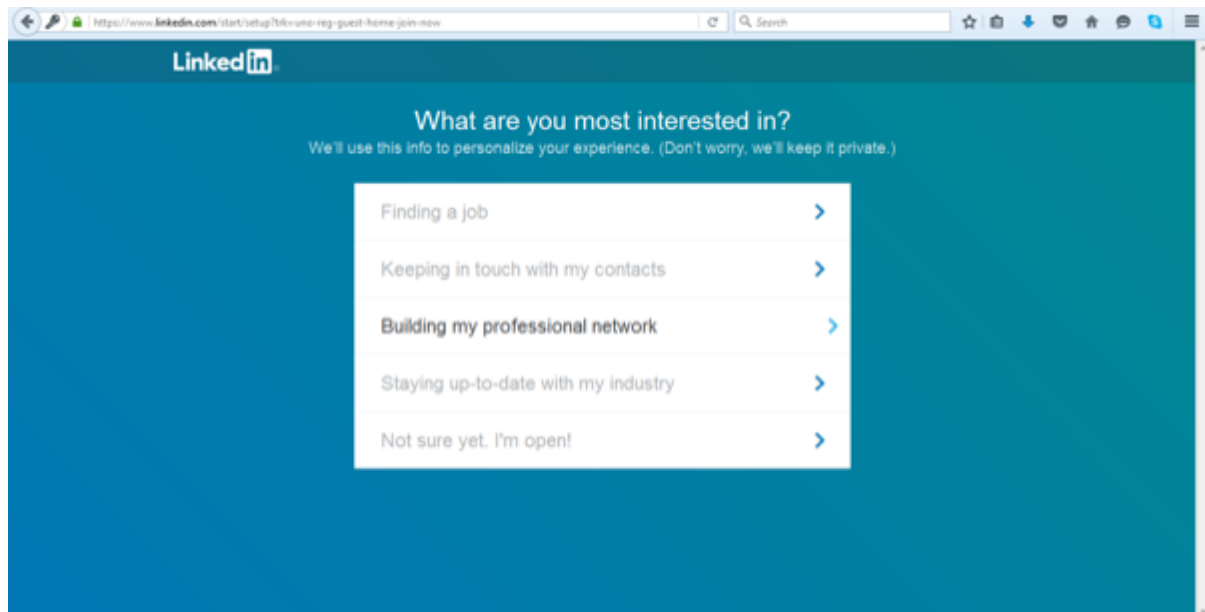 https://www.linkedin.com/start/setup?trk=uno-reg-guest-home-join-now
Search
Linked in
What are you most interested in?
We'll use this info to personalize your experience. (Don't worry, we'll keep it private.)
Finding a job
Keeping in touch with my contacts
Building my professional network
Staying up-to-date with my industry
Not sure yet. I'm open!